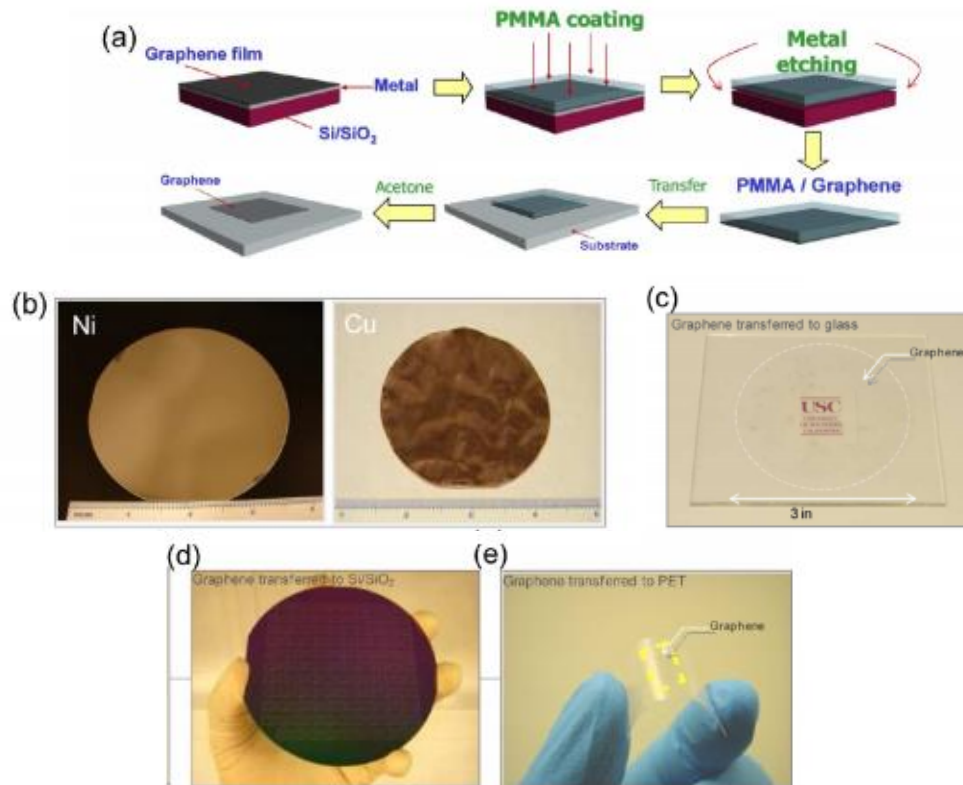 (a)
PMMA coating
Graphene film
Metal
etching
Metal
Si/SiO2
PMMA / Graphene
Graphene
Acetone
Transfer
Substrate
(b)
Ni
Cu
(c)
Graphene transferred to glass
Graphene
USC
3 in
(d)
Graphene transferred to Si/SiO2
(e)
Graphene transferred to PET
Graphene